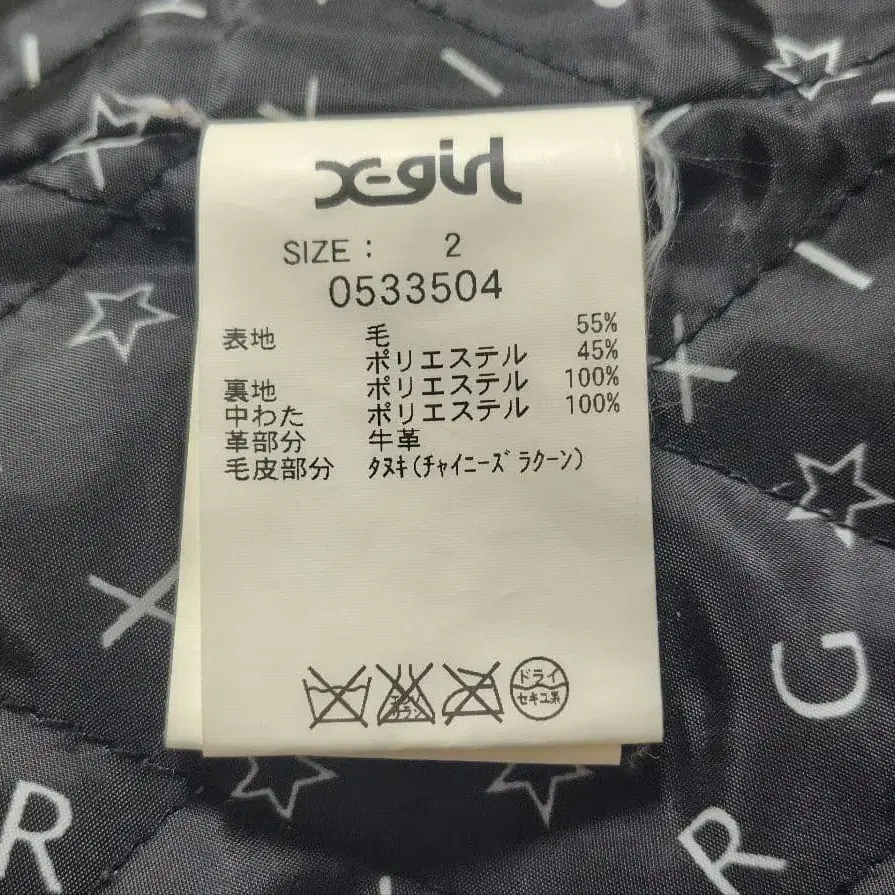 X-girl
SIZE : 2
0533504
表地 毛 55%
ポリエステル 45%
裏地 ポリエステル 100%
中わた ポリエステル 100%
革部分 牛革
毛皮部分 ﾀﾇｷ(ﾁｬｲﾆｰｽﾞﾗｸｰﾝ)
ドライ
セキユ系
X
G
R
R